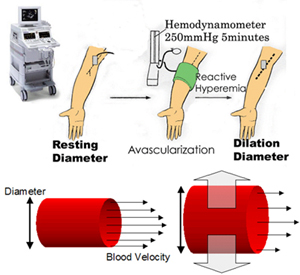 Hemodynamometer
250mmHg 5minutes
Reactive
Hyperemia
Resting
Diameter
Avascularization
Dilation
Diameter
Diameter
Blood Velocity